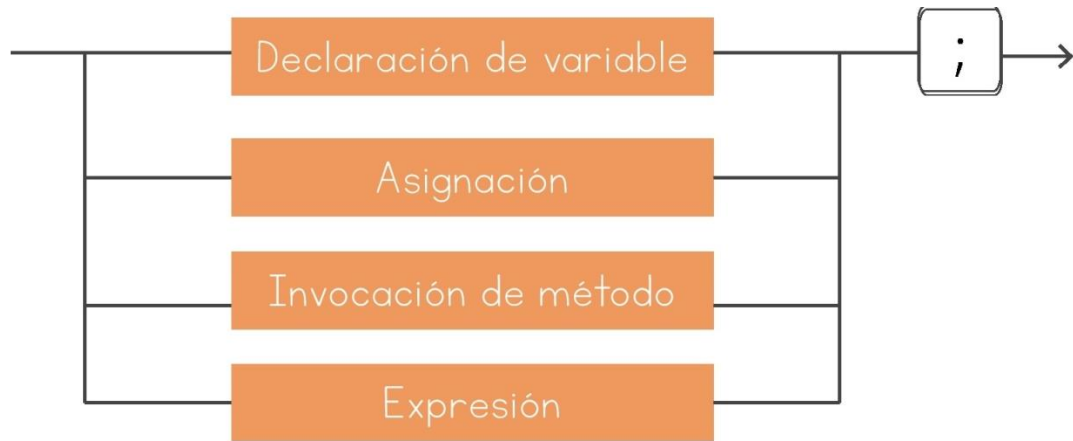 Declaración de variable
;
Asignación
Invocación de método
Expresión